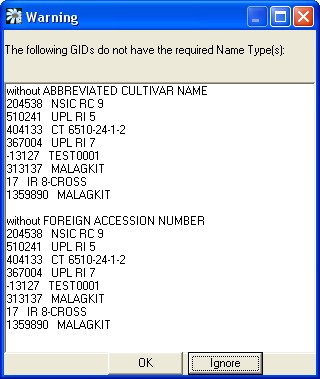 Warning
The following GIDs do not have the required Name Type(s):
without ABBREVIATED CULTIVAR NAME
204538 NSIC RC 9
510241 UPL RI 5
404133 CT 6510-24-1-2
367004 UPL RI 7
-13127 TEST0001
313137 MALAGKIT
17 IR 8-CROSS
1359890 MALAGKIT
without FOREIGN ACCESSION NUMBER
204538 NSIC RC 9
510241 UPL RI 5
404133 CT 6510-24-1-2
367004 UPL RI 7
-13127 TEST0001
313137 MALAGKIT
17 IR 8-CROSS
1359890 MALAGKIT
OK Ignore